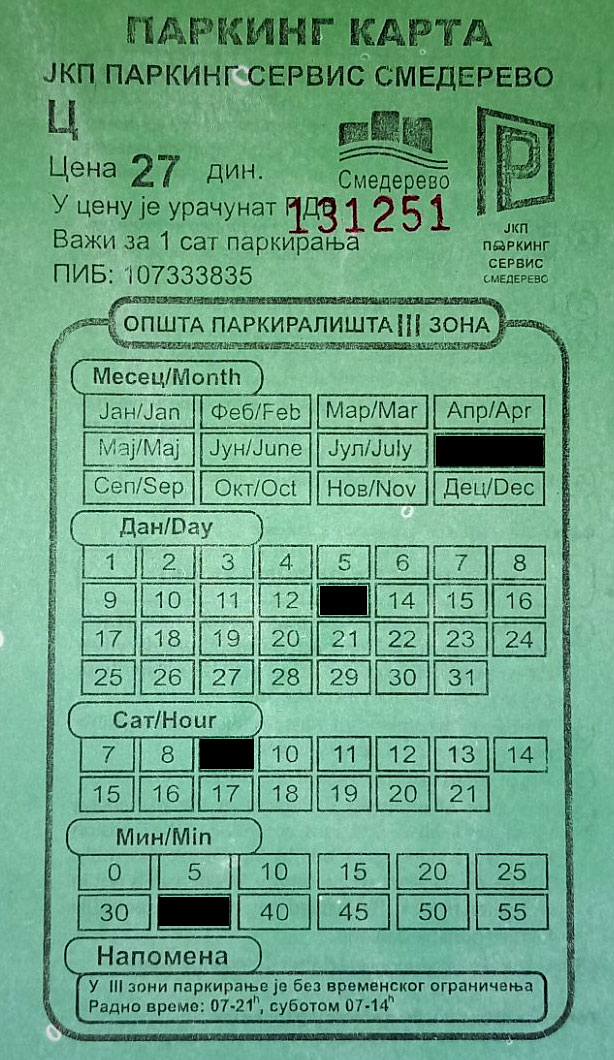 ПАРКИНГ КАРТА
ЈКП ПАРКИНГ СЕРВИС СМЕДЕРЕВО
Ц
Цена 27 дин.
Смедерево
У цену је урачунат ПДВ
131251
Важи за 1 сат паркирања
ПИБ: 107333835
P
ЈКП
ПАРКИНГ
СЕРВИС
СМЕДЕРЕВО
ОПШТА ПАРКИРАЛИШТА III ЗОНА
Месец/Month
Јан/Jan Феб/Feb Мар/Mar Апр/Apr
Мај/Maj Јун/June Јул/July
Сеп/Sep Окт/Oct Нов/Nov Дец/Dec
Дан/Day
1 2 3 4 5 6 7 8
9 10 11 12 14 15 16
17 18 19 20 21 22 23 24
25 26 27 28 29 30 31
Сат/Hour
7 8 10 11 12 13 14
15 16 17 18 19 20 21
Мин/Min
0 5 10 15 20 25
30 40 45 50 55
Напомена
У III зони паркирање је без временског ограничења
Радно време: 07-21h, суботом 07-14h